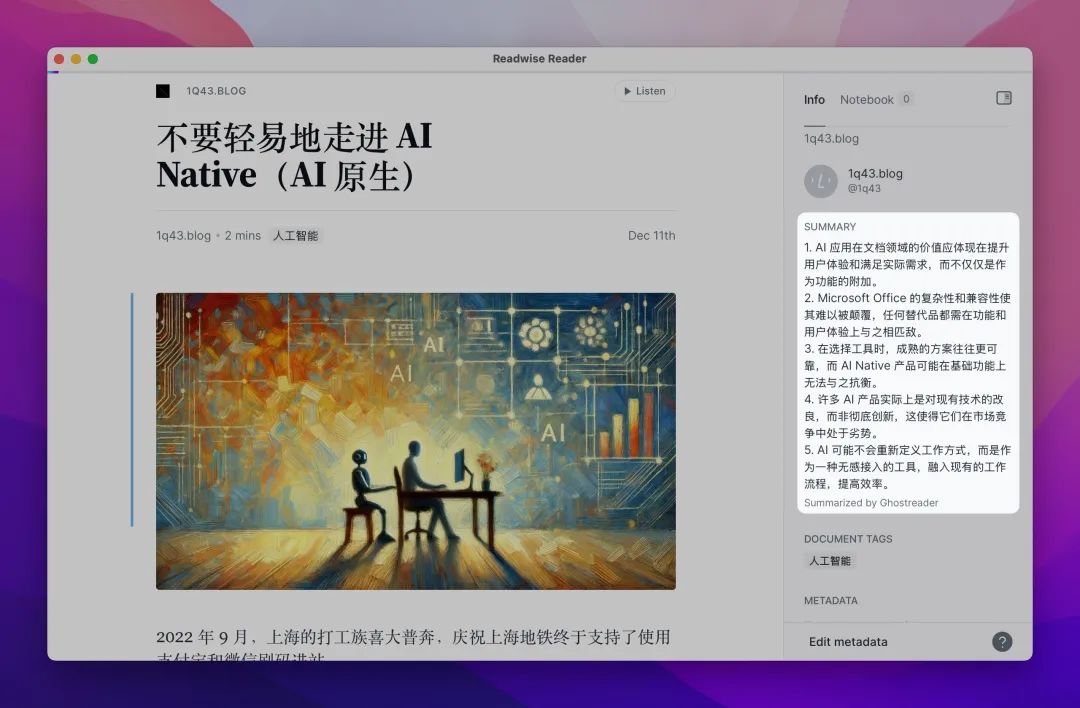 Readwise Reader
1Q43.BLOG
Listen
不要轻易地走进 AI
Native（AI 原生）
1q43.blog • 2 mins 人工智能
Dec 11th
AI
AI
AI
2022 年 9 月，上海的打工族喜大普奔，庆祝上海地铁终于支持了使用
支付宝和微信刷码进站
Info Notebook 0
1q43.blog
1q43.blog
@1q43
SUMMARY
1. AI 应用在文档领域的价值应体现在提升
用户体验和满足实际需求，而不仅仅是作
为功能的附加。
2. Microsoft Office 的复杂性和兼容性使
其难以被颠覆，任何替代品都需在功能和
用户体验上与之相匹敌。
3. 在选择工具时，成熟的方案往往更可
靠，而 AI Native 产品可能在基础功能上
无法与之抗衡。
4. 许多 AI 产品实际上是对现有技术的改
良，而非彻底创新，这使得它们在市场竞
争中处于劣势。
5. AI 可能不会重新定义工作方式，而是作
为一种无感接入的工具，融入现有的工作
流程，提高效率。
Summarized by Ghostreader
DOCUMENT TAGS
人工智能
METADATA
Edit metadata
?